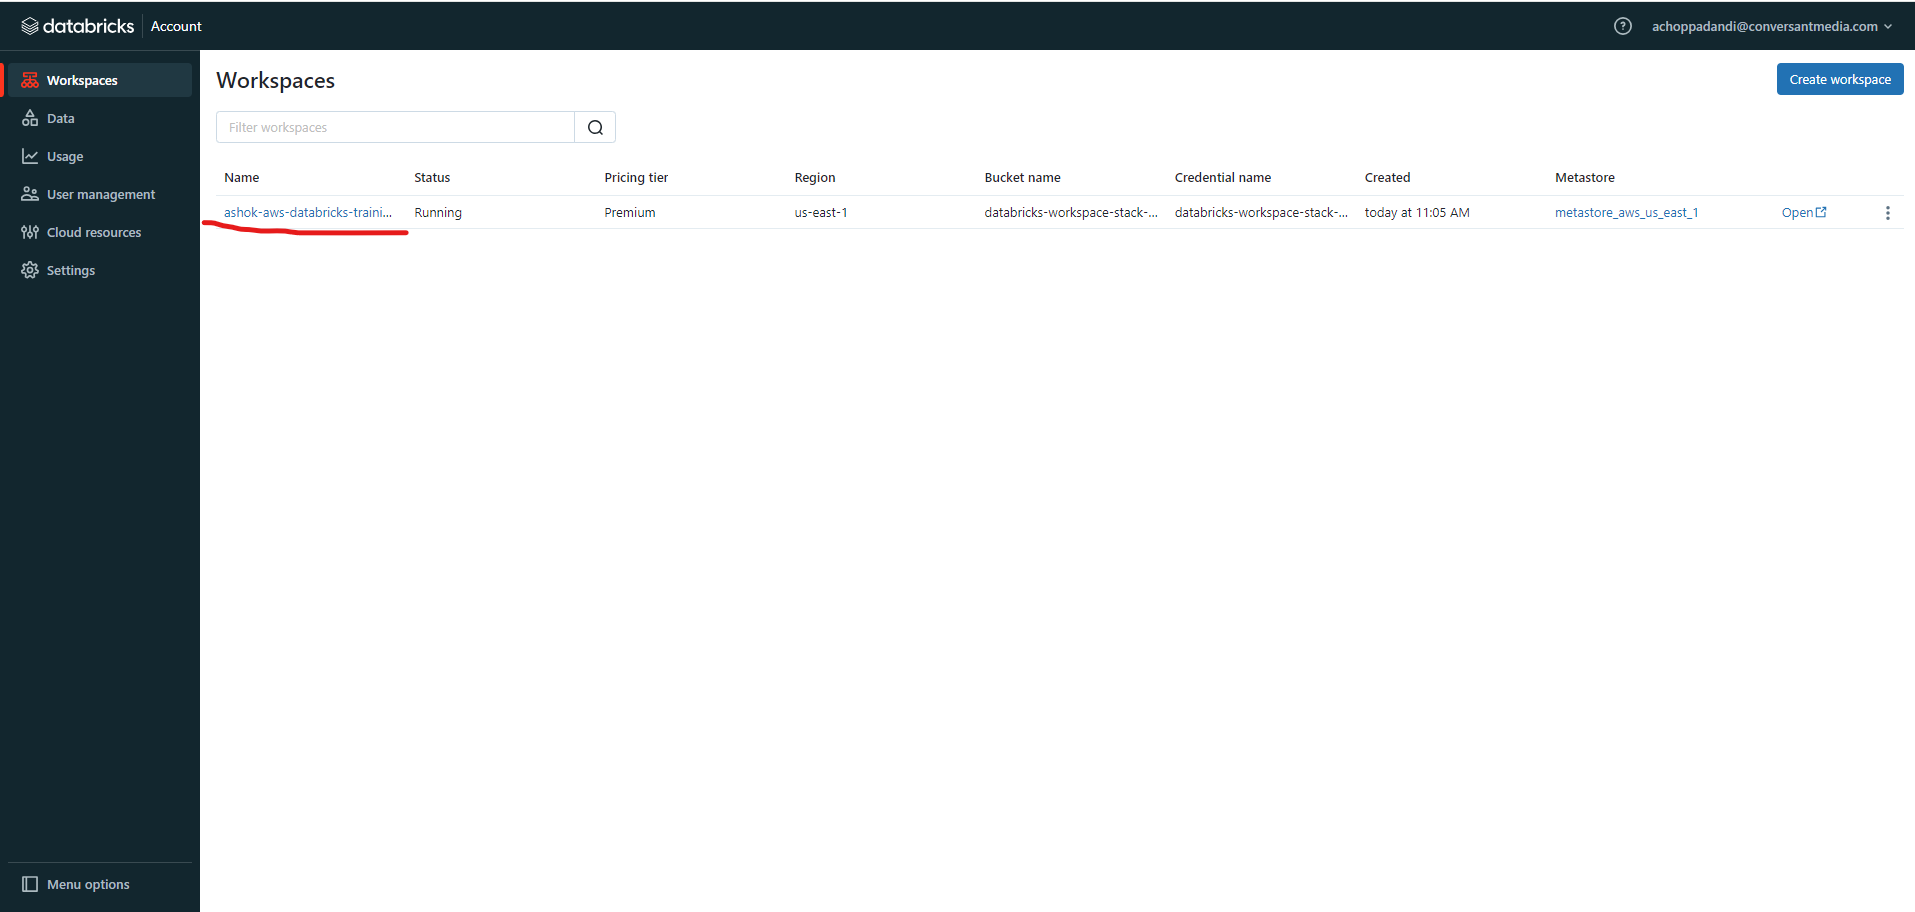 databricks Account
achoppadandi@conversantmedia.com
Workspaces
Data
Usage
User management
Cloud resources
Settings
Menu options
Workspaces
Create workspace
Filter workspaces
Name Status Pricing tier Region Bucket name Credential name Created Metastore
ashok-aws-databricks-traini... Running Premium us-east-1 databricks-workspace-stack-... databricks-workspace-stack-... today at 11:05 AM metastore_aws_us_east_1 Open